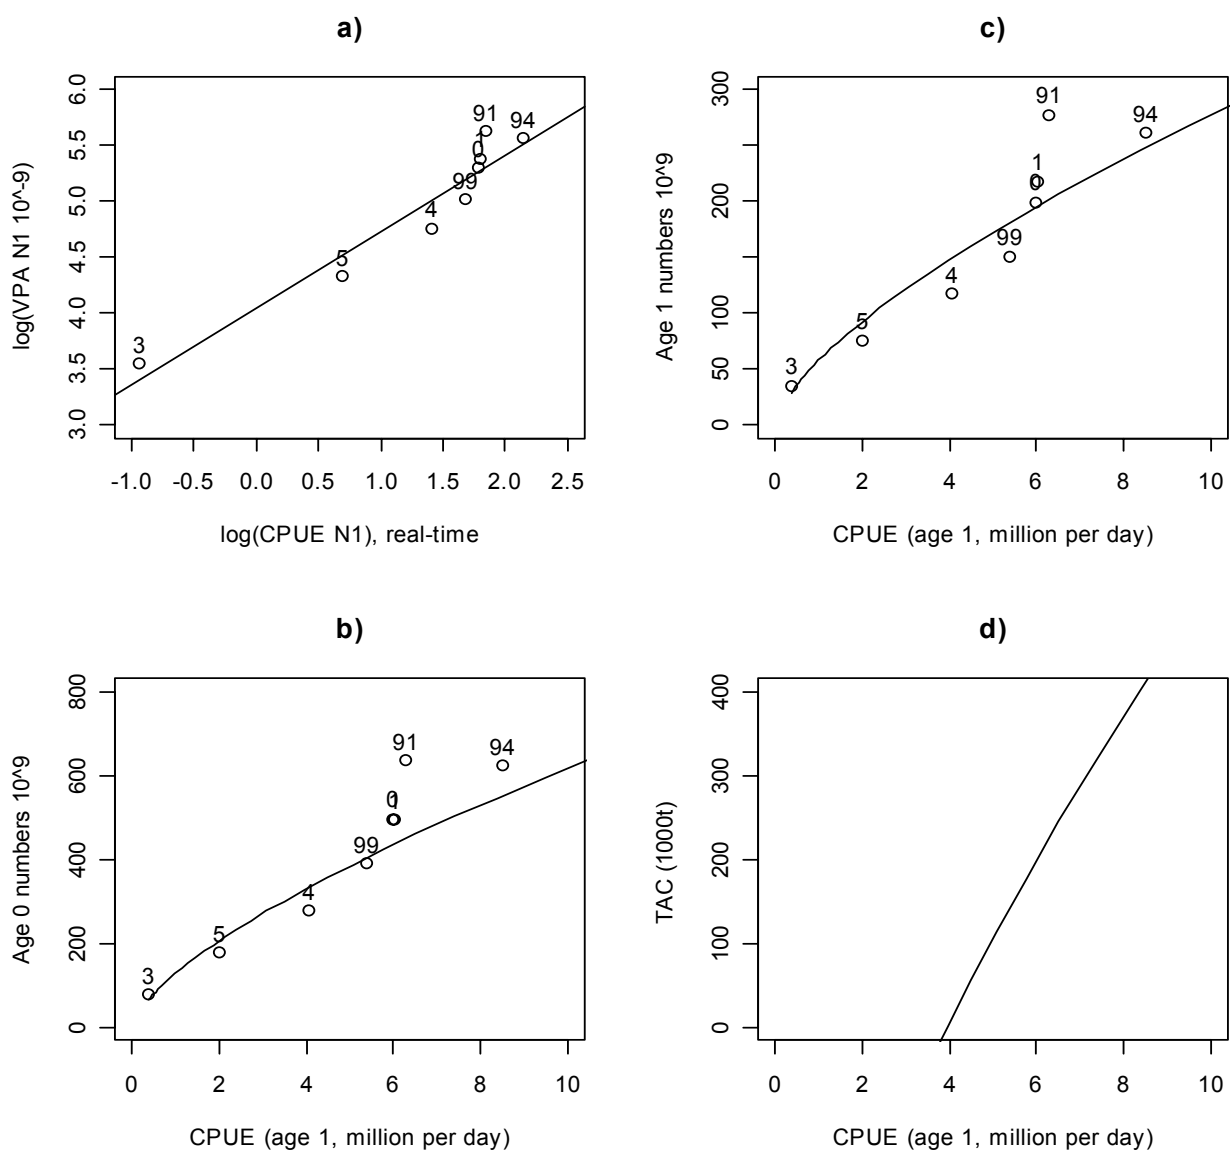 a)
6.0
5.5
5.0
4.5
4.0
3.5
3.0
log(VPA N1 10^-9)
91
94
1
0
99
4
5
3
-1.0 -0.5 0.0 0.5 1.0 1.5 2.0 2.5
log(CPUE N1), real-time
c)
300
200
100
50
0
Age 1 numbers 10^9
91
94
1
0
99
4
5
3
0 2 4 6 8 10
CPUE (age 1, million per day)
b)
800
600
400
200
0
Age 0 numbers 10^9
91
94
0
1
99
4
5
3
0 2 4 6 8 10
CPUE (age 1, million per day)
d)
400
300
200
100
0
TAC (1000t)
0 2 4 6 8 10
CPUE (age 1, million per day)